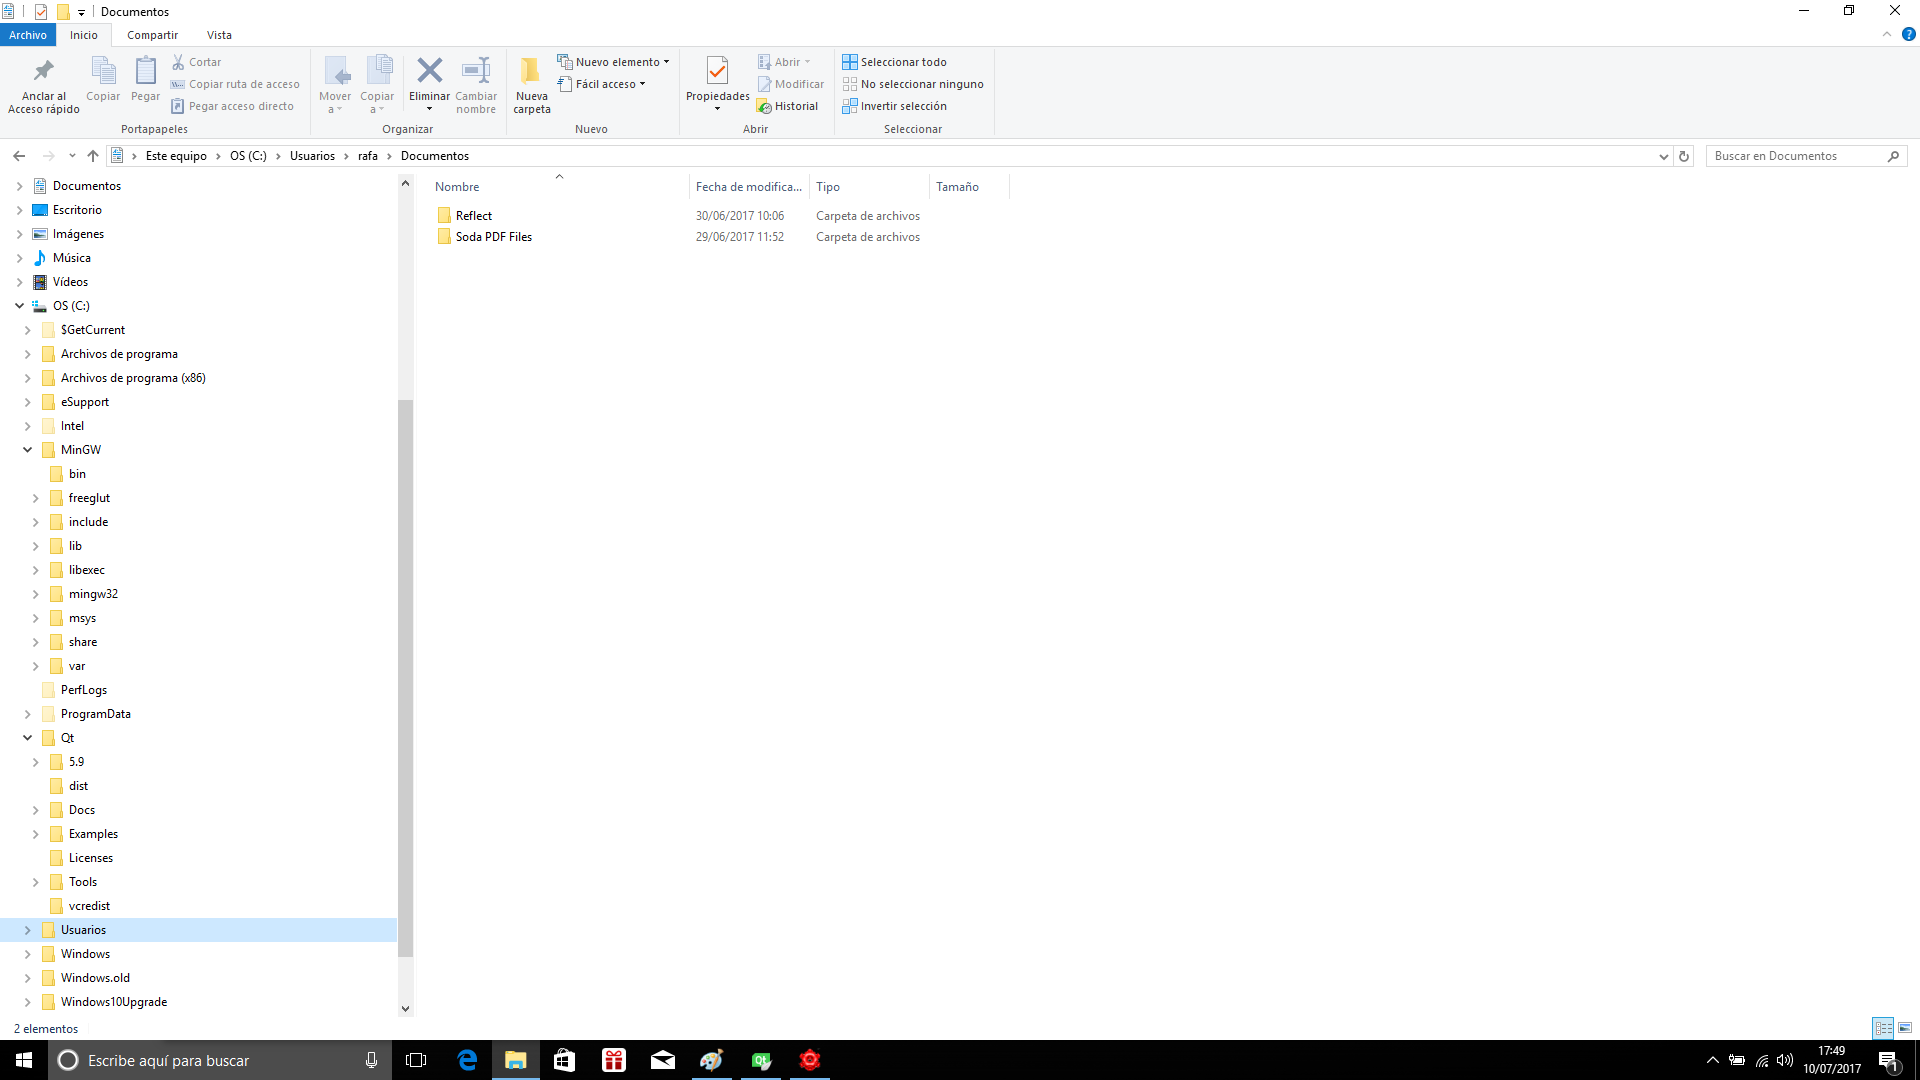 Documentos
Archivo Inicio Compartir Vista
Anclar al Acceso rápido
Copiar
Pegar
Cortar
Copiar ruta de acceso
Pegar acceso directo
Portapapeles
Mover a
Copiar a
Eliminar
Cambiar nombre
Organizar
Nueva carpeta
Nuevo elemento
Fácil acceso
Nuevo
Propiedades
Abrir
Modificar
Historial
Abrir
Seleccionar todo
No seleccionar ninguno
Invertir selección
Seleccionar
Este equipo > OS (C:) > Usuarios > rafa > Documentos
Buscar en Documentos
Documentos
Escritorio
Imágenes
Música
Vídeos
OS (C:)
$GetCurrent
Archivos de programa
Archivos de programa (x86)
eSupport
Intel
MinGW
bin
freeglut
include
lib
libexec
mingw32
msys
share
var
PerfLogs
ProgramData
Qt
5.9
dist
Docs
Examples
Licenses
Tools
vcredist
Usuarios
Windows
Windows.old
Windows10Upgrade
Nombre Fecha de modifica... Tipo Tamaño
Reflect 30/06/2017 10:06 Carpeta de archivos
Soda PDF Files 29/06/2017 11:52 Carpeta de archivos
2 elementos
Escribe aquí para buscar
Qt
17:49
10/07/2017
1